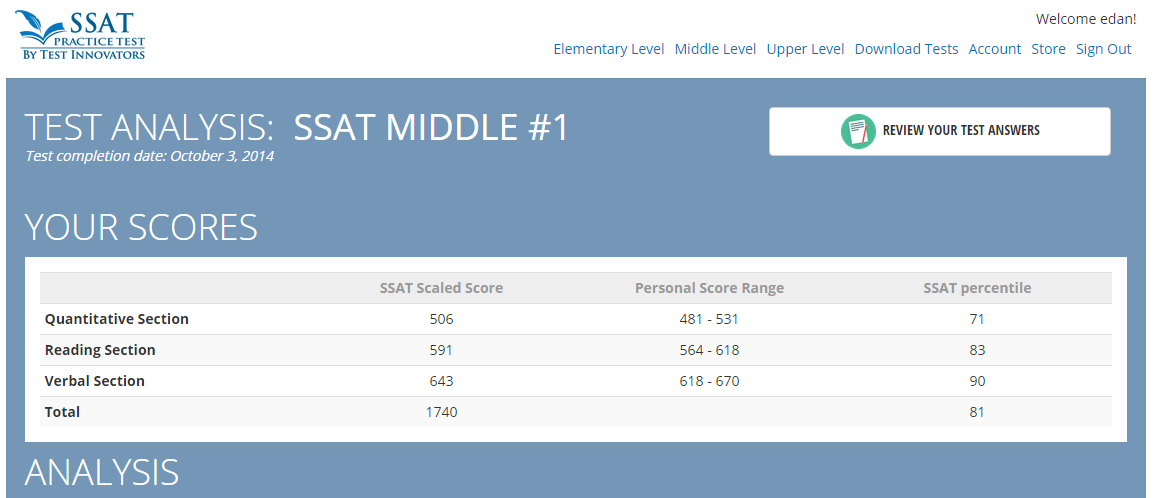 SSAT
PRACTICE TEST
BY TEST INNOVATORS
Welcome edan!
Elementary Level Middle Level Upper Level Download Tests Account Store Sign Out
TEST ANALYSIS: SSAT MIDDLE #1
Test completion date: October 3, 2014
REVIEW YOUR TEST ANSWERS
YOUR SCORES
SSAT Scaled Score Personal Score Range SSAT percentile
Quantitative Section 506 481 - 531 71
Reading Section 591 564 - 618 83
Verbal Section 643 618 - 670 90
Total 1740 81
ANALYSIS